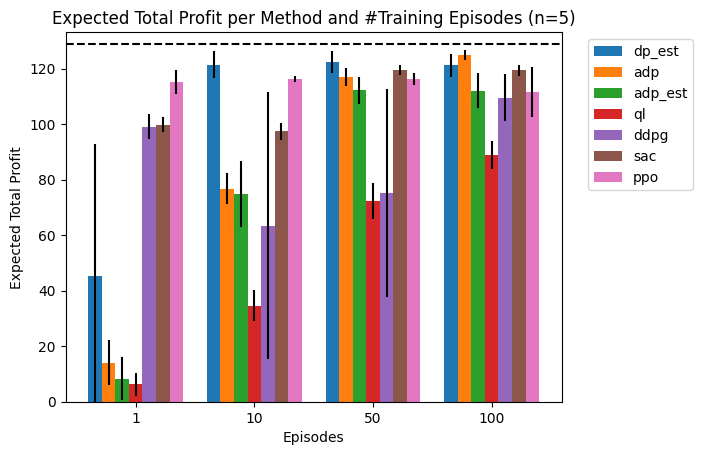 Expected Total Profit per Method and #Training Episodes (n=5)
Expected Total Profit
120
100
80
60
40
20
0
1 10 50 100
Episodes
dp_est
adp
adp_est
ql
ddpg
sac
ppo